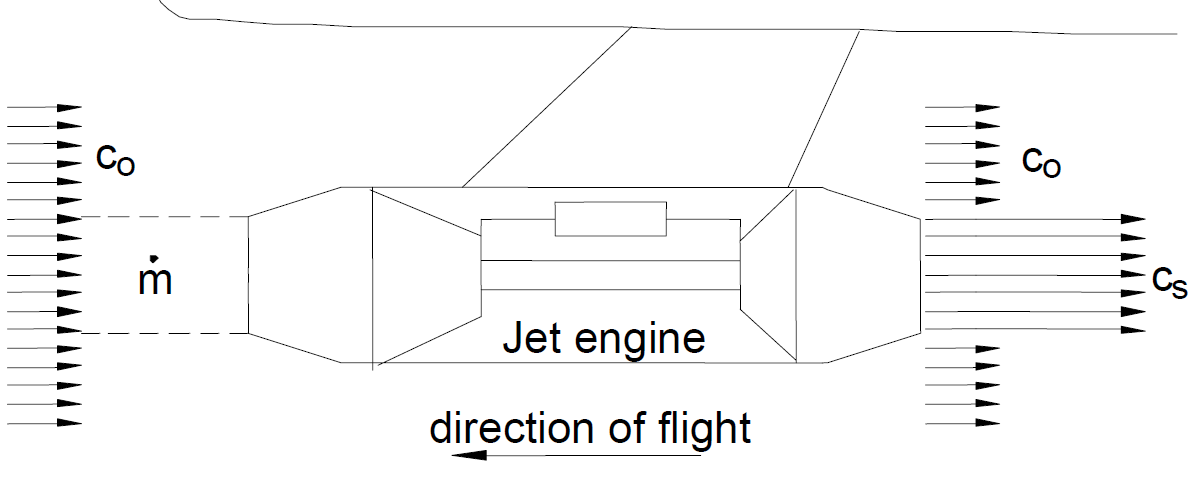 c₀
c₀
ṁ
cₛ
Jet engine
direction of flight